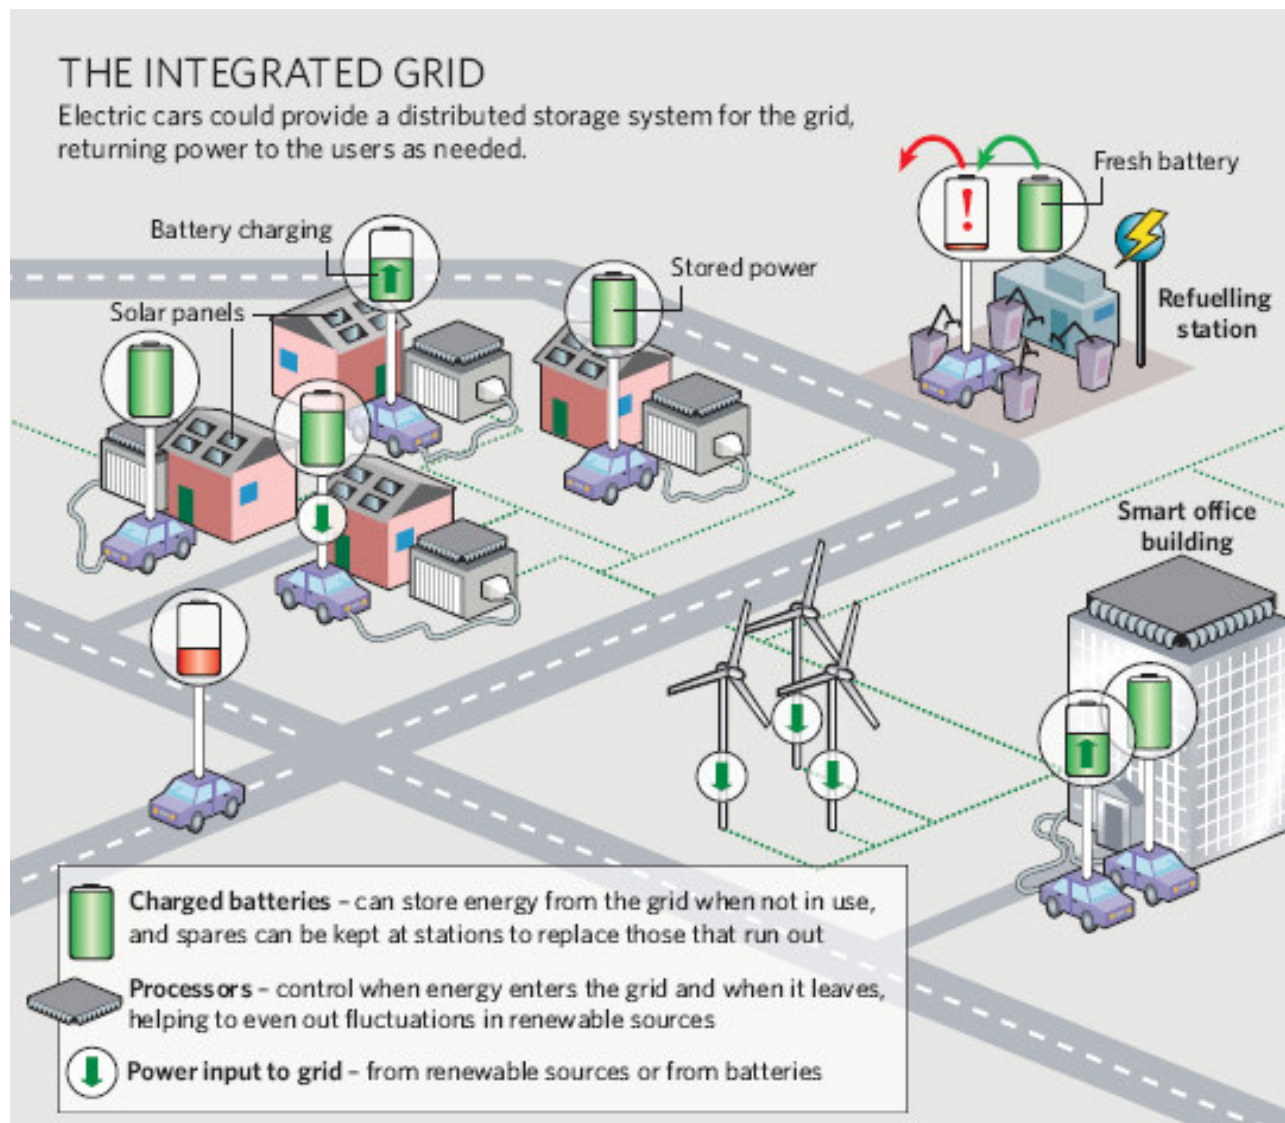 THE INTEGRATED GRID
Electric cars could provide a distributed storage system for the grid,
returning power to the users as needed.
Fresh battery
Battery charging
Stored power
Solar panels
Refuelling
station
Smart office
building
Charged batteries – can store energy from the grid when not in use,
and spares can be kept at stations to replace those that run out
Processors – control when energy enters the grid and when it leaves,
helping to even out fluctuations in renewable sources
Power input to grid – from renewable sources or from batteries